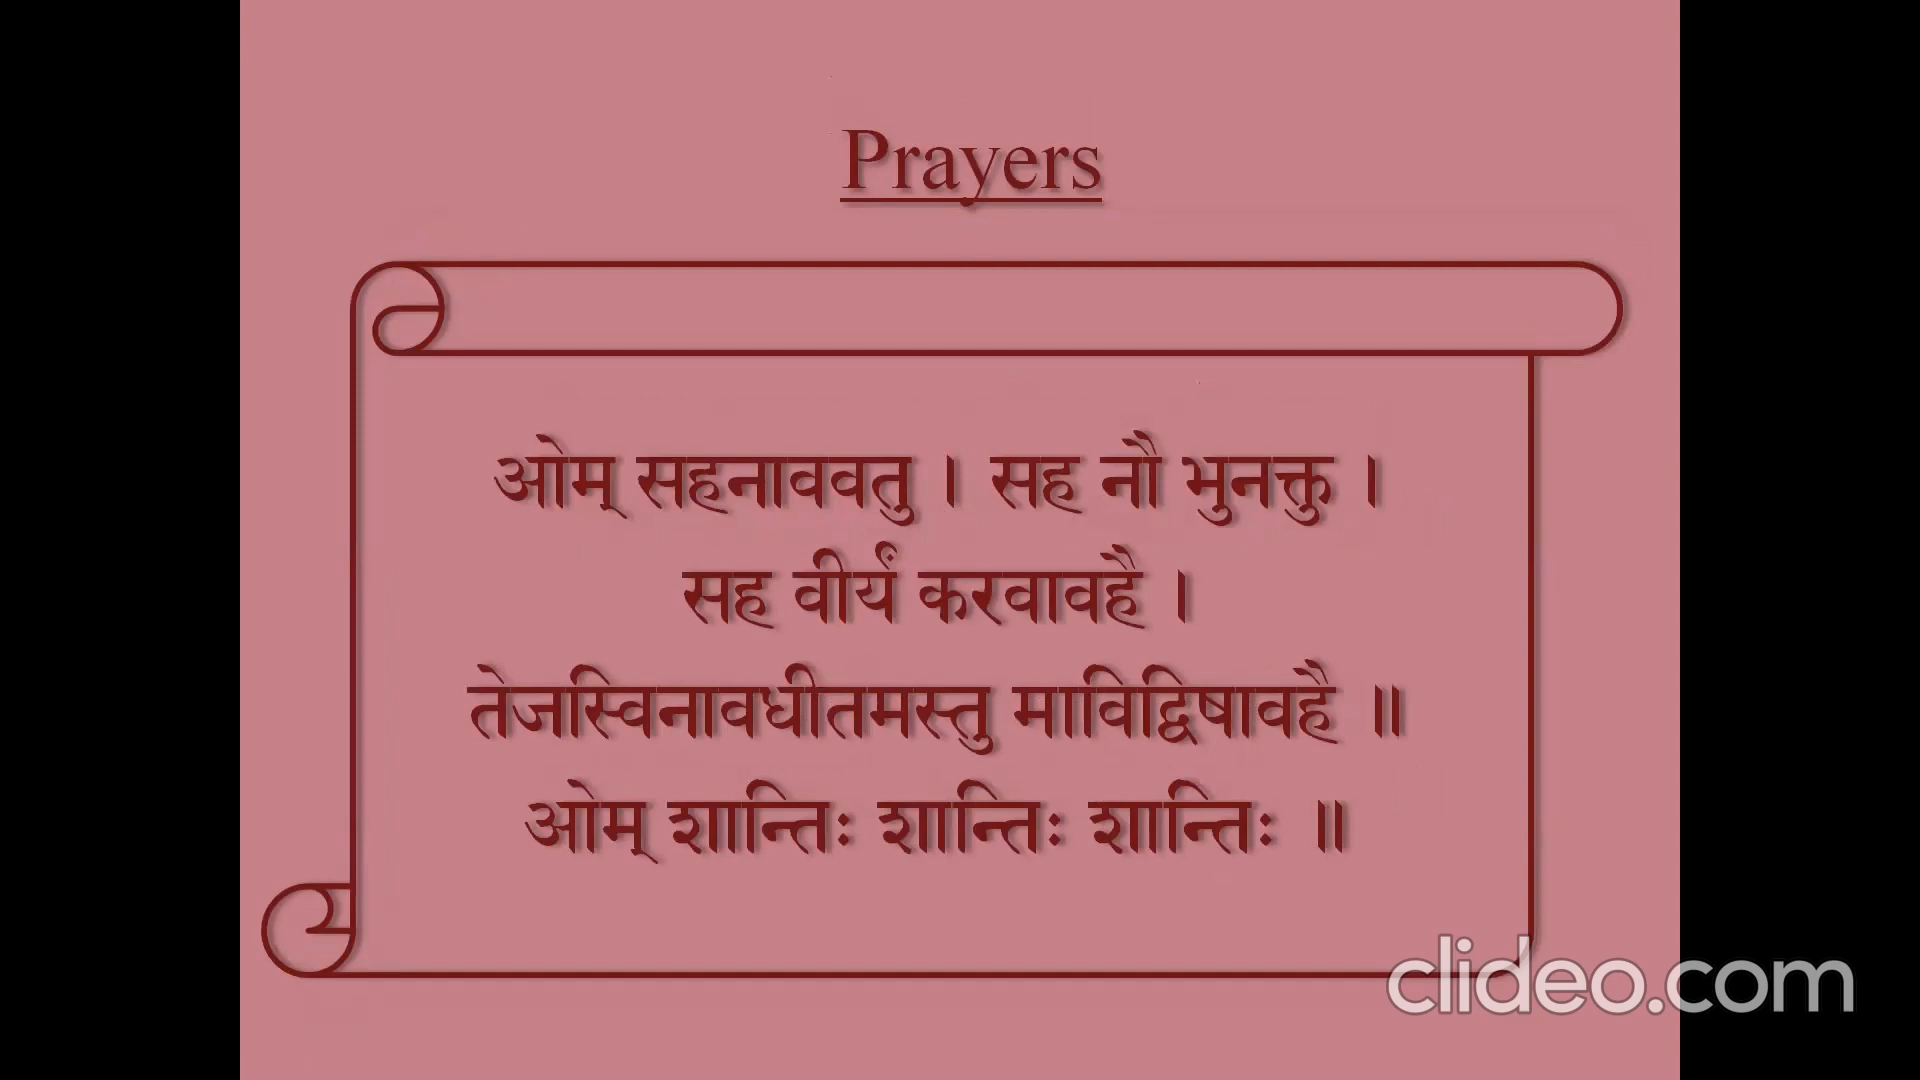 Prayers
ओम् सहनाववतु । सह नौ भुनक्तु ।
सह वीर्यं करवावहै ।
तेजस्विनावधीतमस्तु माविद्विषावहै ॥
ओम् शान्तिः शान्तिः शान्तिः ॥
clideo.com